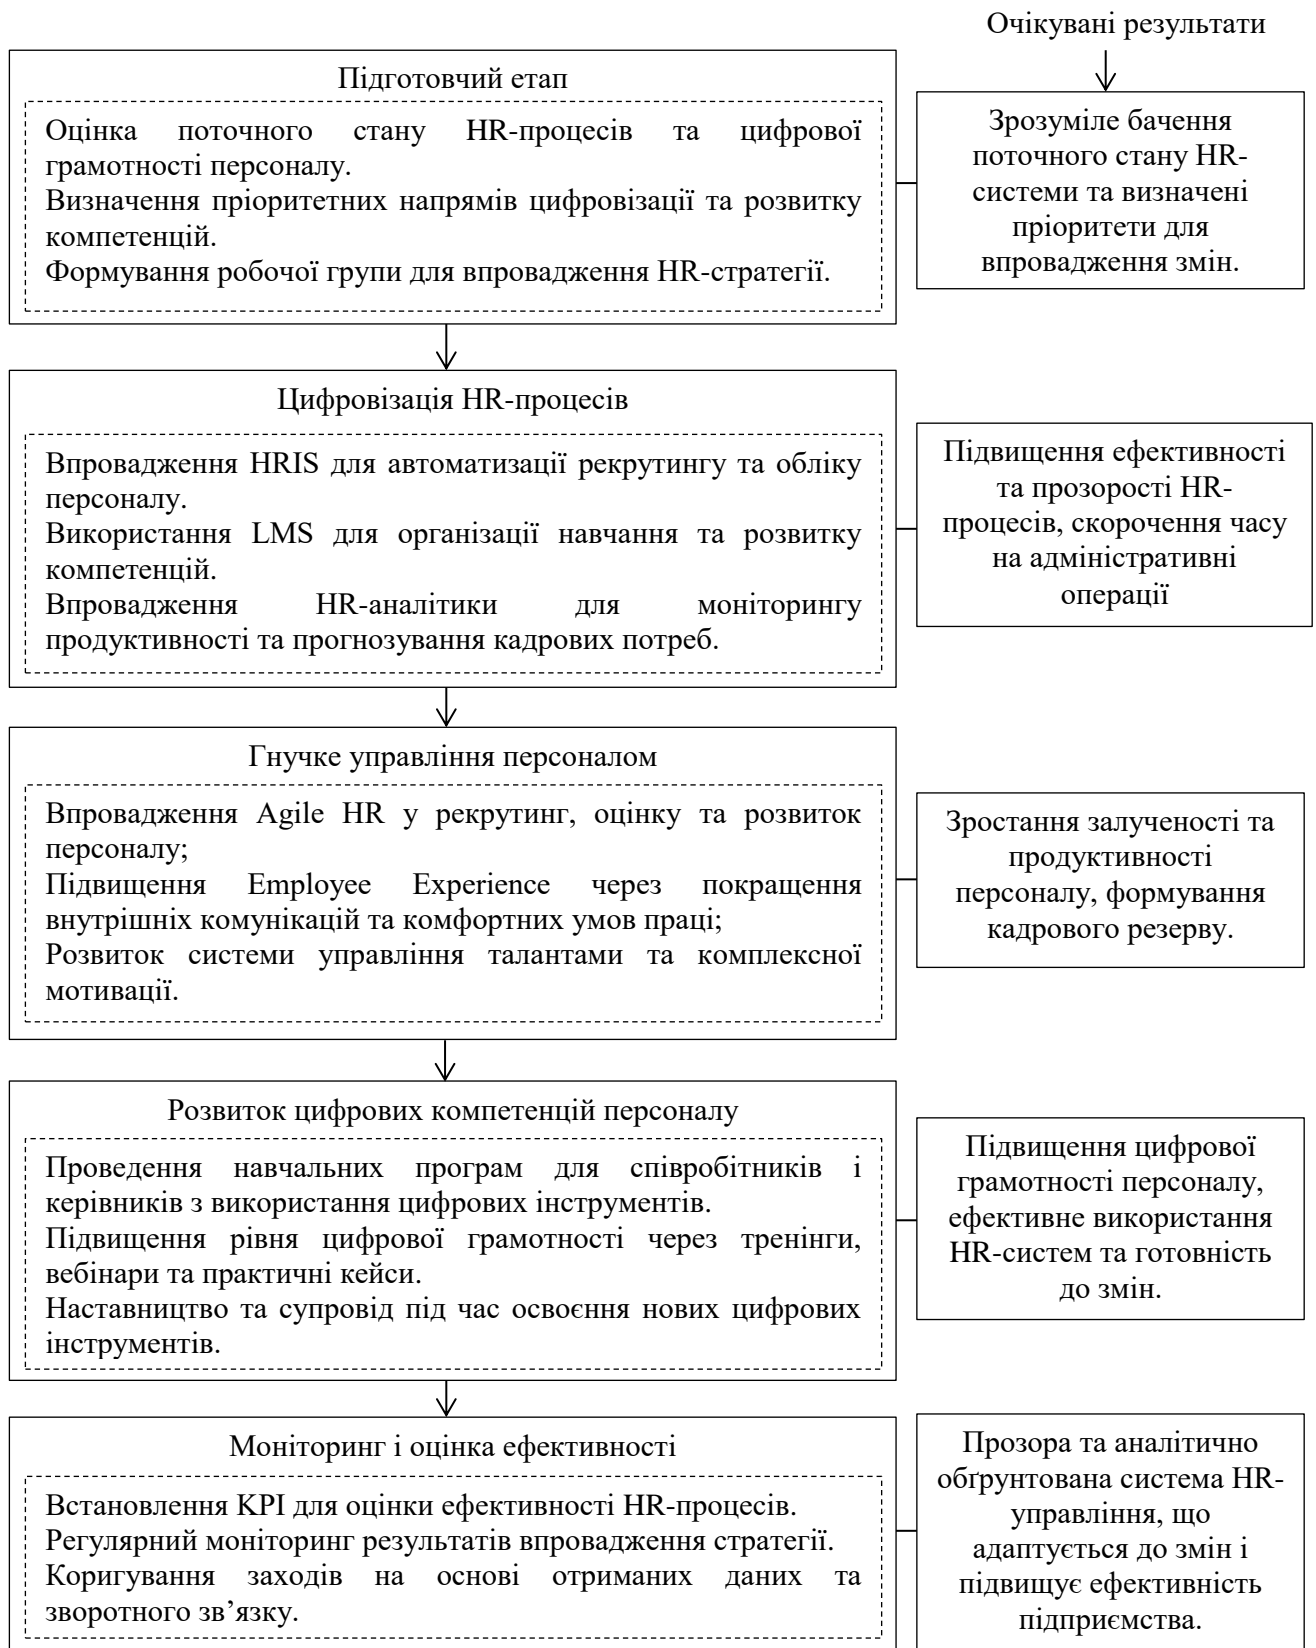 Очікувані результати
Підготовчий етап
Оцінка поточного стану HR-процесів та цифрової
грамотності персоналу.
Визначення пріоритетних напрямів цифровізації та розвитку
компетенцій.
Формування робочої групи для впровадження HR-стратегії.
Зрозуміле бачення
поточного стану HR-
системи та визначені
пріоритети для
впровадження змін.
Цифровізація HR-процесів
Впровадження HRIS для автоматизації рекрутингу та обліку
персоналу.
Використання LMS для організації навчання та розвитку
компетенцій.
Впровадження HR-аналітики для моніторингу
продуктивності та прогнозування кадрових потреб.
Підвищення ефективності
та прозорості HR-
процесів, скорочення часу
на адміністративні
операції
Гнучке управління персоналом
Впровадження Agile HR у рекрутинг, оцінку та розвиток
персоналу;
Підвищення Employee Experience через покращення
внутрішніх комунікацій та комфортних умов праці;
Розвиток системи управління талантами та комплексної
мотивації.
Зростання залученості та
продуктивності
персоналу, формування
кадрового резерву.
Розвиток цифрових компетенцій персоналу
Проведення навчальних програм для співробітників і
керівників з використання цифрових інструментів.
Підвищення рівня цифрової грамотності через тренінги,
вебінари та практичні кейси.
Наставництво та супровід під час освоєння нових цифрових
інструментів.
Підвищення цифрової
грамотності персоналу,
ефективне використання
HR-систем та готовність
до змін.
Моніторинг і оцінка ефективності
Встановлення KPI для оцінки ефективності HR-процесів.
Регулярний моніторинг результатів впровадження стратегії.
Коригування заходів на основі отриманих даних та
зворотного зв’язку.
Прозора та аналітично
обґрунтована система HR-
управління, що
адаптується до змін і
підвищує ефективність
підприємства.